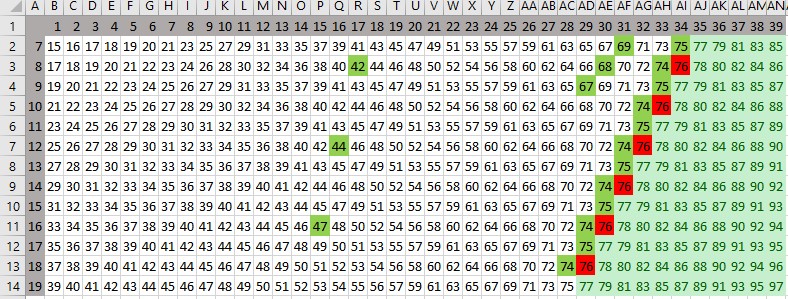 A B C D E F G H I J K L M N O P Q R S T U V W X Y Z AA AB AC AD AE AF AG AH AI AJ AK AL AM AN
1 1 2 3 4 5 6 7 8 9 10 11 12 13 14 15 16 17 18 19 20 21 22 23 24 25 26 27 28 29 30 31 32 33 34 35 36 37 38 39
2 7 15 16 17 18 19 20 21 23 25 27 29 31 33 35 37 39 41 43 45 47 49 51 53 55 57 59 61 63 65 67 69 71 73 75 77 79 81 83 85
3 8 17 18 19 20 21 22 23 24 26 28 30 32 34 36 38 40 42 44 46 48 50 52 54 56 58 60 62 64 66 68 70 72 74 76 78 80 82 84 86
4 9 19 20 21 22 23 24 25 26 27 29 31 33 35 37 39 41 43 45 47 49 51 53 55 57 59 61 63 65 67 69 71 73 75 77 79 81 83 85 87
5 10 21 22 23 24 25 26 27 28 29 30 32 34 36 38 40 42 44 46 48 50 52 54 56 58 60 62 64 66 68 70 72 74 76 78 80 82 84 86 88
6 11 23 24 25 26 27 28 29 30 31 32 33 35 37 39 41 43 45 47 49 51 53 55 57 59 61 63 65 67 69 71 73 75 77 79 81 83 85 87 89
7 12 25 26 27 28 29 30 31 32 33 34 35 36 38 40 42 44 46 48 50 52 54 56 58 60 62 64 66 68 70 72 74 76 78 80 82 84 86 88 90
8 13 27 28 29 30 31 32 33 34 35 36 37 38 39 41 43 45 47 49 51 53 55 57 59 61 63 65 67 69 71 73 75 77 79 81 83 85 87 89 91
9 14 29 30 31 32 33 34 35 36 37 38 39 40 41 42 44 46 48 50 52 54 56 58 60 62 64 66 68 70 72 74 76 78 80 82 84 86 88 90 92
10 15 31 32 33 34 35 36 37 38 39 40 41 42 43 44 45 47 49 51 53 55 57 59 61 63 65 67 69 71 73 75 77 79 81 83 85 87 89 91 93
11 16 33 34 35 36 37 38 39 40 41 42 43 44 45 46 47 48 50 52 54 56 58 60 62 64 66 68 70 72 74 76 78 80 82 84 86 88 90 92 94
12 17 35 36 37 38 39 40 41 42 43 44 45 46 47 48 49 50 51 53 55 57 59 61 63 65 67 69 71 73 75 77 79 81 83 85 87 89 91 93 95
13 18 37 38 39 40 41 42 43 44 45 46 47 48 49 50 51 52 53 54 56 58 60 62 64 66 68 70 72 74 76 78 80 82 84 86 88 90 92 94 96
14 19 39 40 41 42 43 44 45 46 47 48 49 50 51 52 53 54 55 56 57 59 61 63 65 67 69 71 73 75 77 79 81 83 85 87 89 91 93 95 97